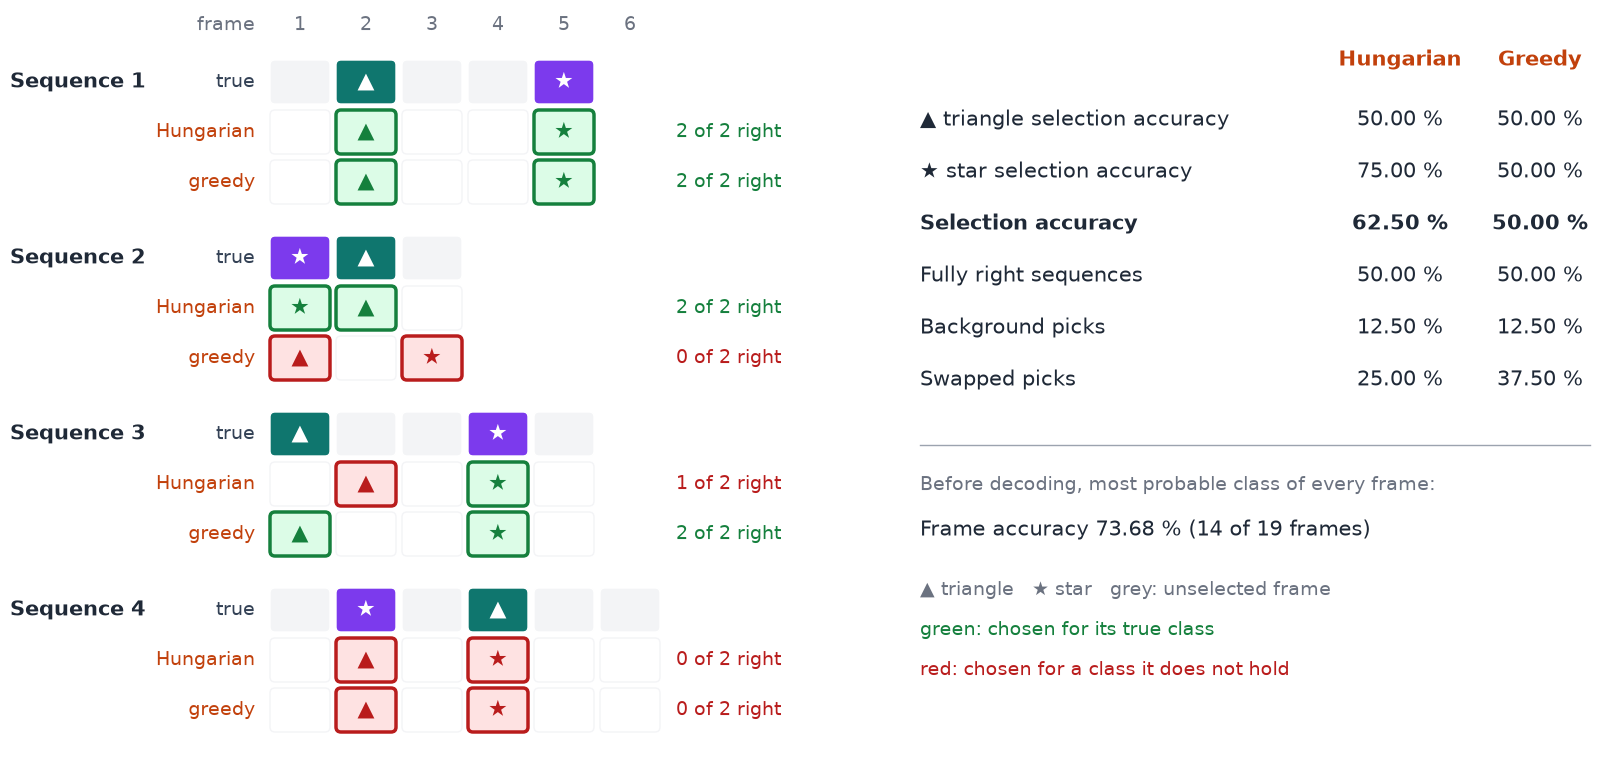 frame 1 2 3 4 5 6
Sequence 1 true ▲ ★
Hungarian ▲ ★ 2 of 2 right
greedy ▲ ★ 2 of 2 right
Sequence 2 true ★ ▲
Hungarian ★ ▲ 2 of 2 right
greedy ▲ ★ 0 of 2 right
Sequence 3 true ▲ ★
Hungarian ▲ ★ 1 of 2 right
greedy ▲ ★ 2 of 2 right
Sequence 4 true ★ ▲
Hungarian ▲ ★ 0 of 2 right
greedy ▲ ★ 0 of 2 right
Hungarian Greedy
▲ triangle selection accuracy 50.00 % 50.00 %
★ star selection accuracy 75.00 % 50.00 %
Selection accuracy 62.50 % 50.00 %
Fully right sequences 50.00 % 50.00 %
Background picks 12.50 % 12.50 %
Swapped picks 25.00 % 37.50 %
Before decoding, most probable class of every frame:
Frame accuracy 73.68 % (14 of 19 frames)
▲ triangle ★ star grey: unselected frame
green: chosen for its true class
red: chosen for a class it does not hold